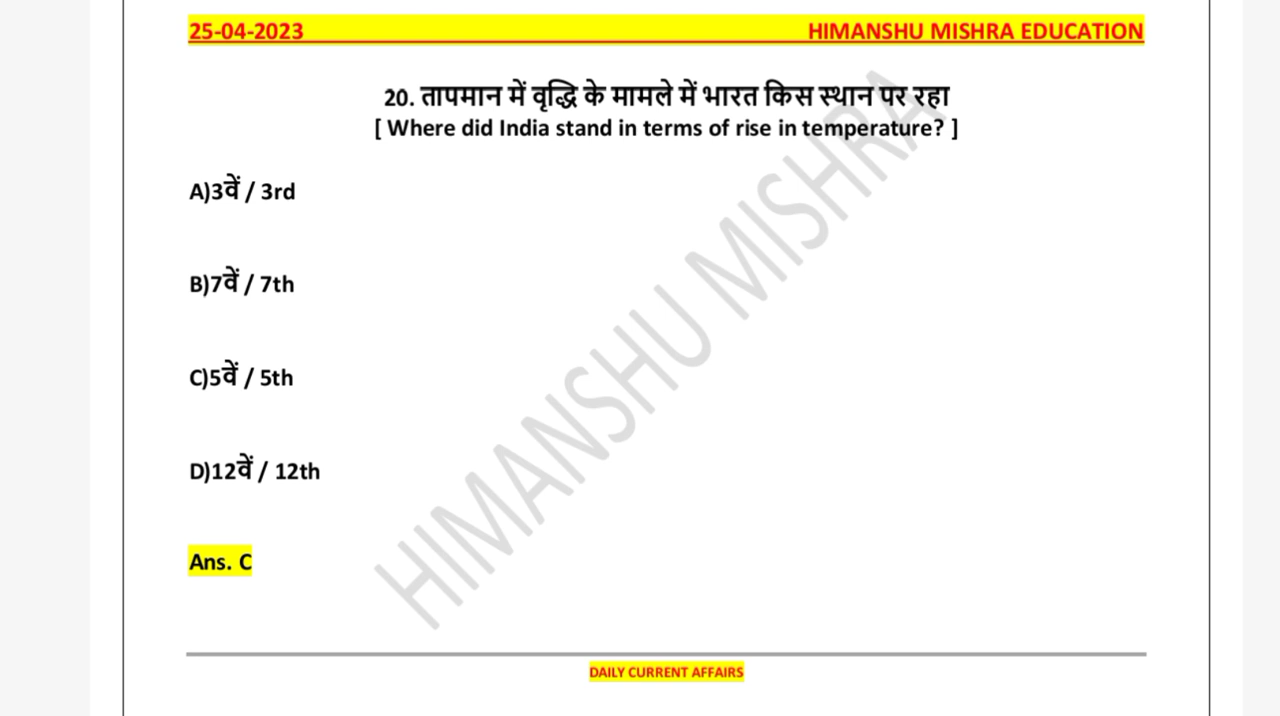 25-04-2023 HIMANSHU MISHRA EDUCATION
20. तापमान में वृद्धि के मामले में भारत किस स्थान पर रहा
[ Where did India stand in terms of rise in temperature? ]
A)3वें / 3rd
B)7वें / 7th
C)5वें / 5th
D)12वें / 12th
Ans. C
HIMANSHU MISHRA
DAILY CURRENT AFFAIRS